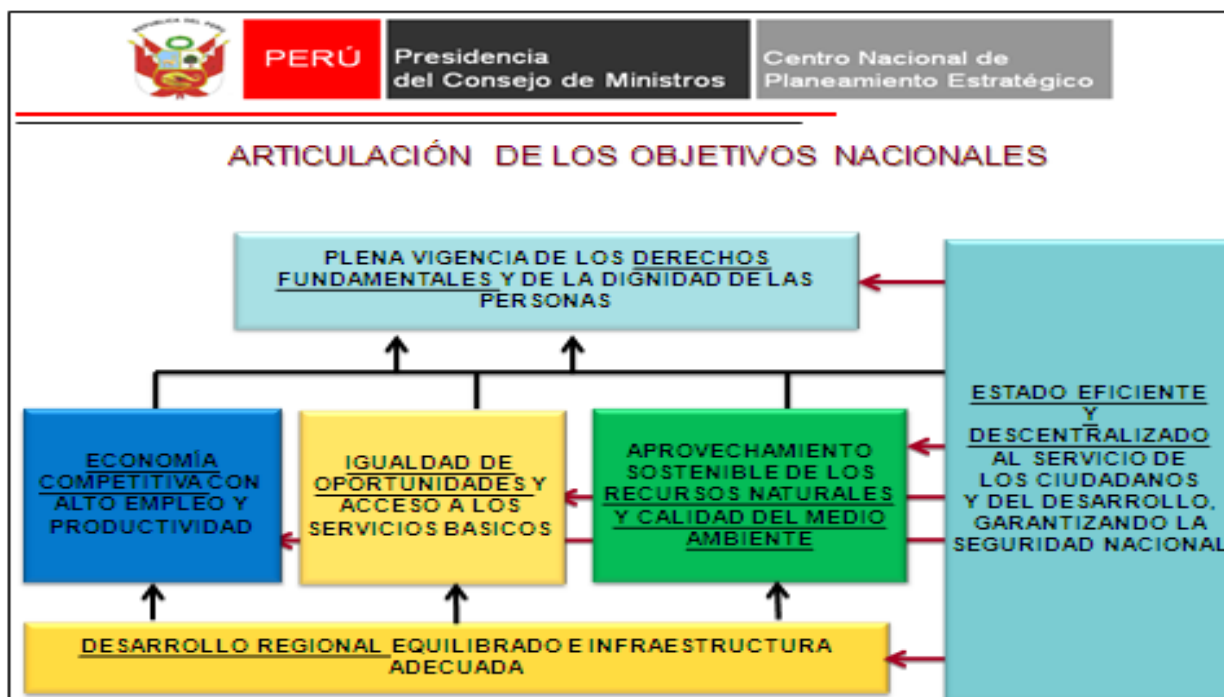 REPUBLICA DEL PERU
PERÚ
Presidencia
del Consejo de Ministros
Centro Nacional de
Planeamiento Estratégico
ARTICULACIÓN DE LOS OBJETIVOS NACIONALES
PLENA VIGENCIA DE LOS DERECHOS
FUNDAMENTALES Y DE LA DIGNIDAD DE LAS
PERSONAS
ECONOMÍA
COMPETITIVA CON
ALTO EMPLEO Y
PRODUCTIVIDAD
IGUALDAD DE
OPORTUNIDADES Y
ACCESO A LOS
SERVICIOS BASICOS
APROVECHAMIENTO
SOSTENIBLE DE LOS
RECURSOS NATURALES
Y CALIDAD DEL MEDIO
AMBIENTE
ESTADO EFICIENTE
Y
DESCENTRALIZADO
AL SERVICIO DE
LOS CIUDADANOS
Y DEL DESARROLLO,
GARANTIZANDO LA
SEGURIDAD NACIONAL
DESARROLLO REGIONAL EQUILIBRADO E INFRAESTRUCTURA
ADECUADA